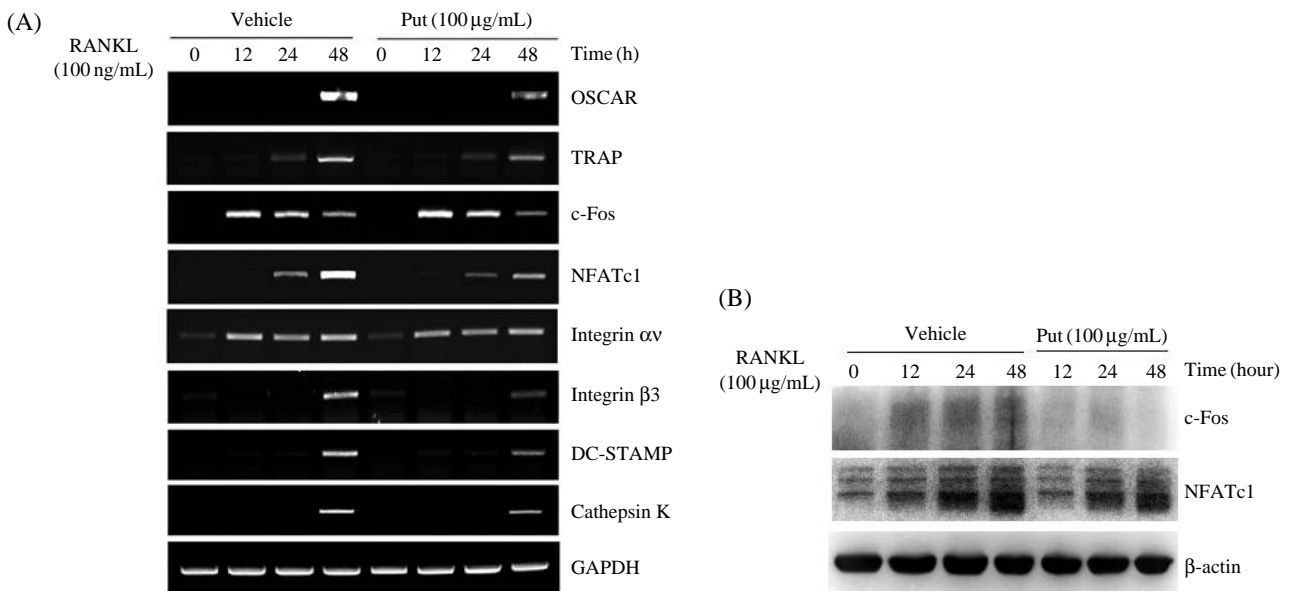 (A)
Vehicle
Put (100 μg/mL)
RANKL
(100 ng/mL)
0 12 24 48 0 12 24 48 Time (h)
OSCAR
TRAP
c-Fos
NFATc1
Integrin αν
Integrin β3
DC-STAMP
Cathepsin K
GAPDH
(B)
Vehicle
Put (100 μg/mL)
RANKL
(100 μg/mL)
0 12 24 48 12 24 48 Time (hour)
c-Fos
NFATc1
β-actin